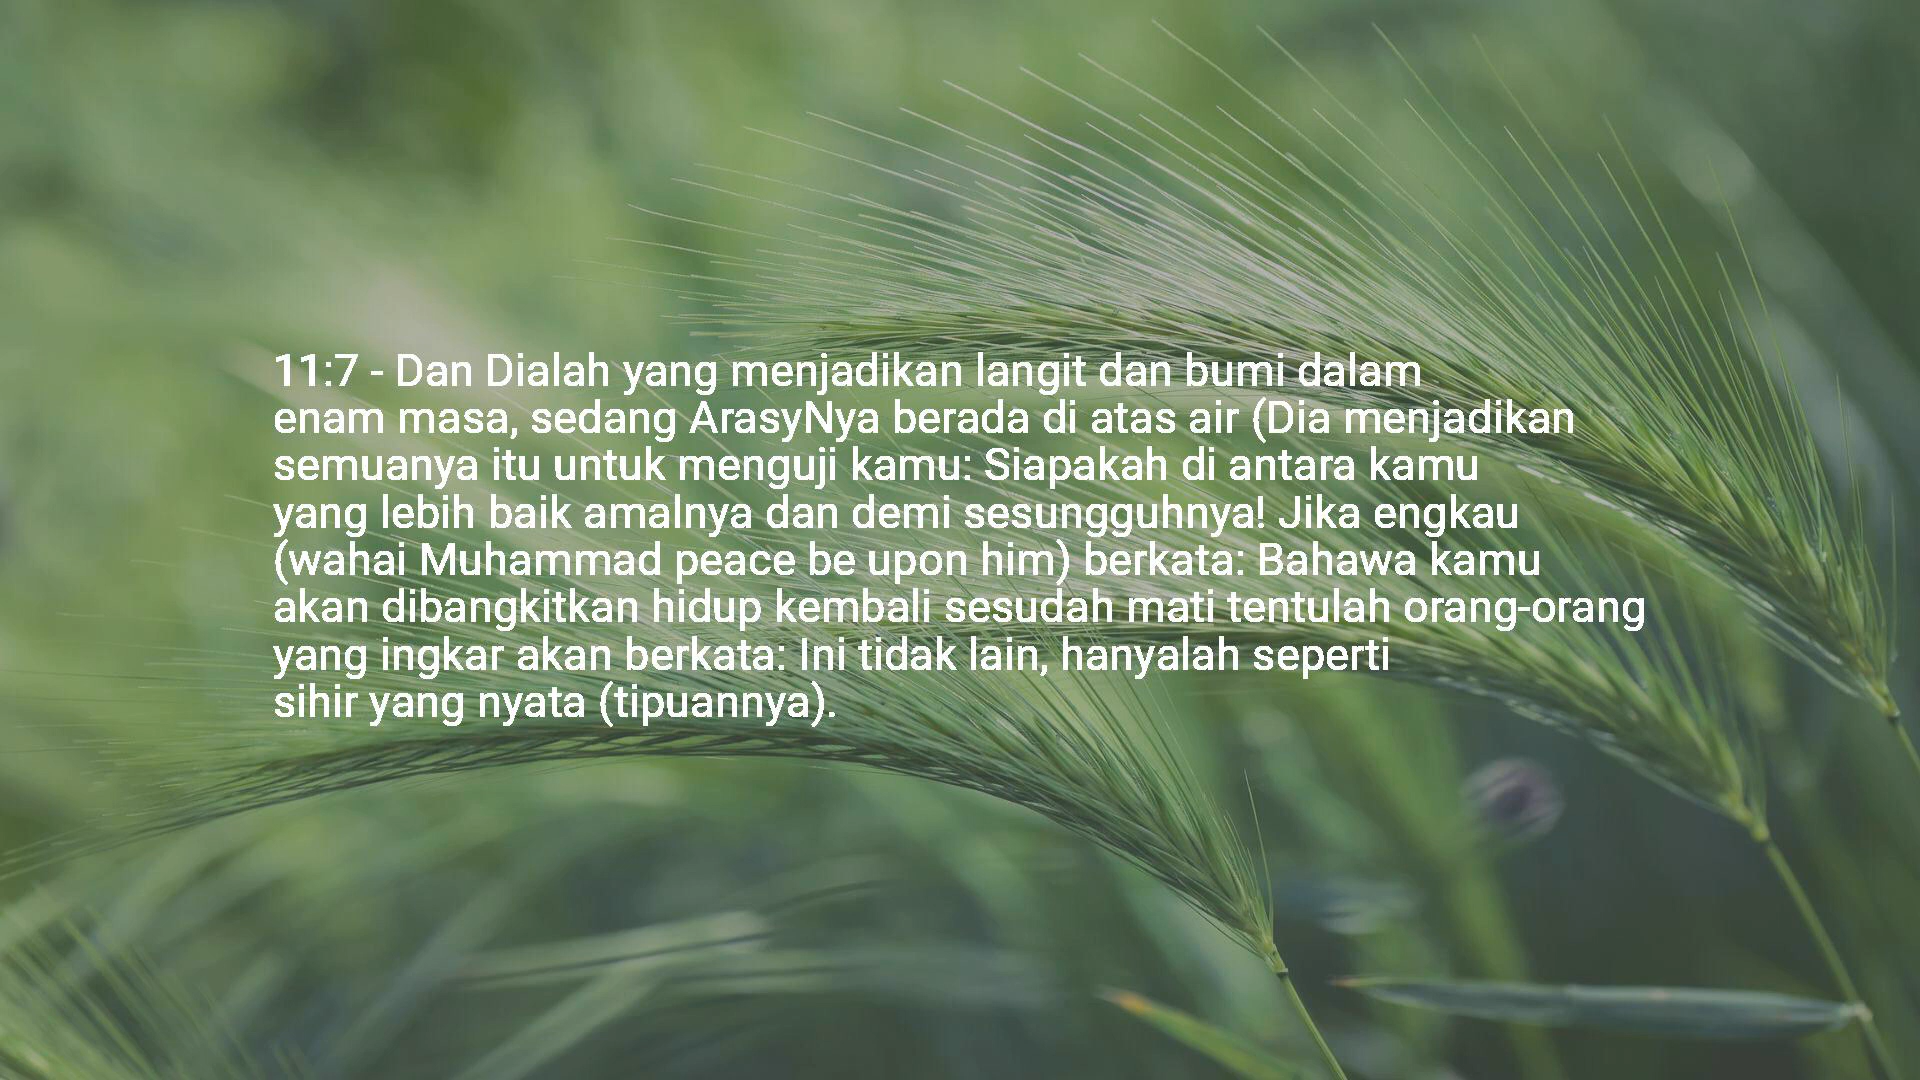 11:7 - Dan Dialah yang menjadikan langit dan bumi dalam
enam masa, sedang ArasyNya berada di atas air (Dia menjadikan
semuanya itu untuk menguji kamu: Siapakah di antara kamu
yang lebih baik amalnya dan demi sesungguhnya! Jika engkau
(wahai Muhammad peace be upon him) berkata: Bahawa kamu
akan dibangkitkan hidup kembali sesudah mati tentulah orang-orang
yang ingkar akan berkata: Ini tidak lain, hanyalah seperti
sihir yang nyata (tipuannya).